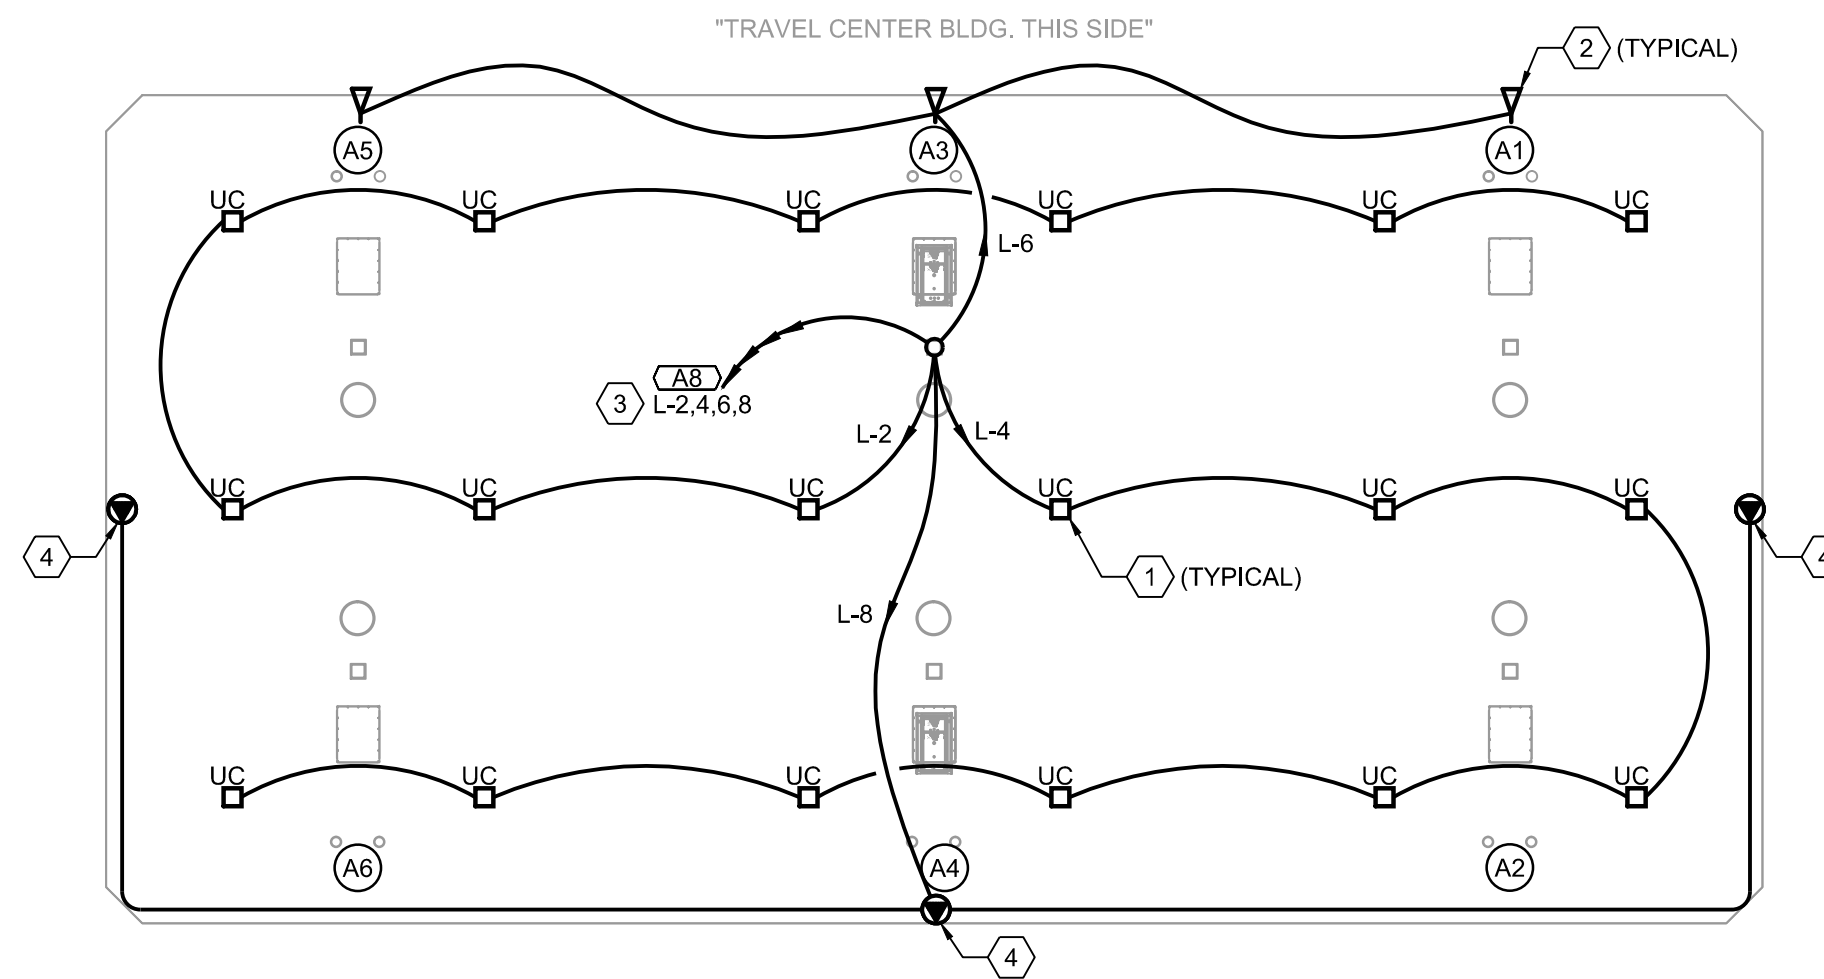 "TRAVEL CENTER BLDG. THIS SIDE"
2 (TYPICAL)
A5 A3 A1
UC UC UC UC UC UC
L-6
A8
3 L-2,4,6,8
L-2 L-4
UC UC UC UC UC UC
4 4
1 (TYPICAL)
L-8
UC UC UC UC UC UC
A6 A4 A2
4